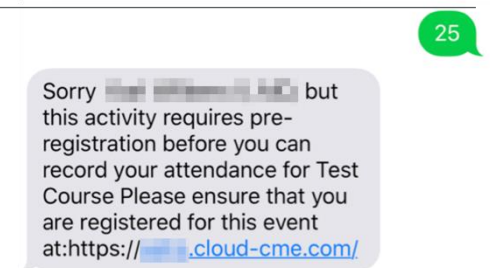 25
Sorry but
this activity requires pre-
registration before you can
record your attendance for Test
Course Please ensure that you
are registered for this event
at:https:// .cloud-cme.com/